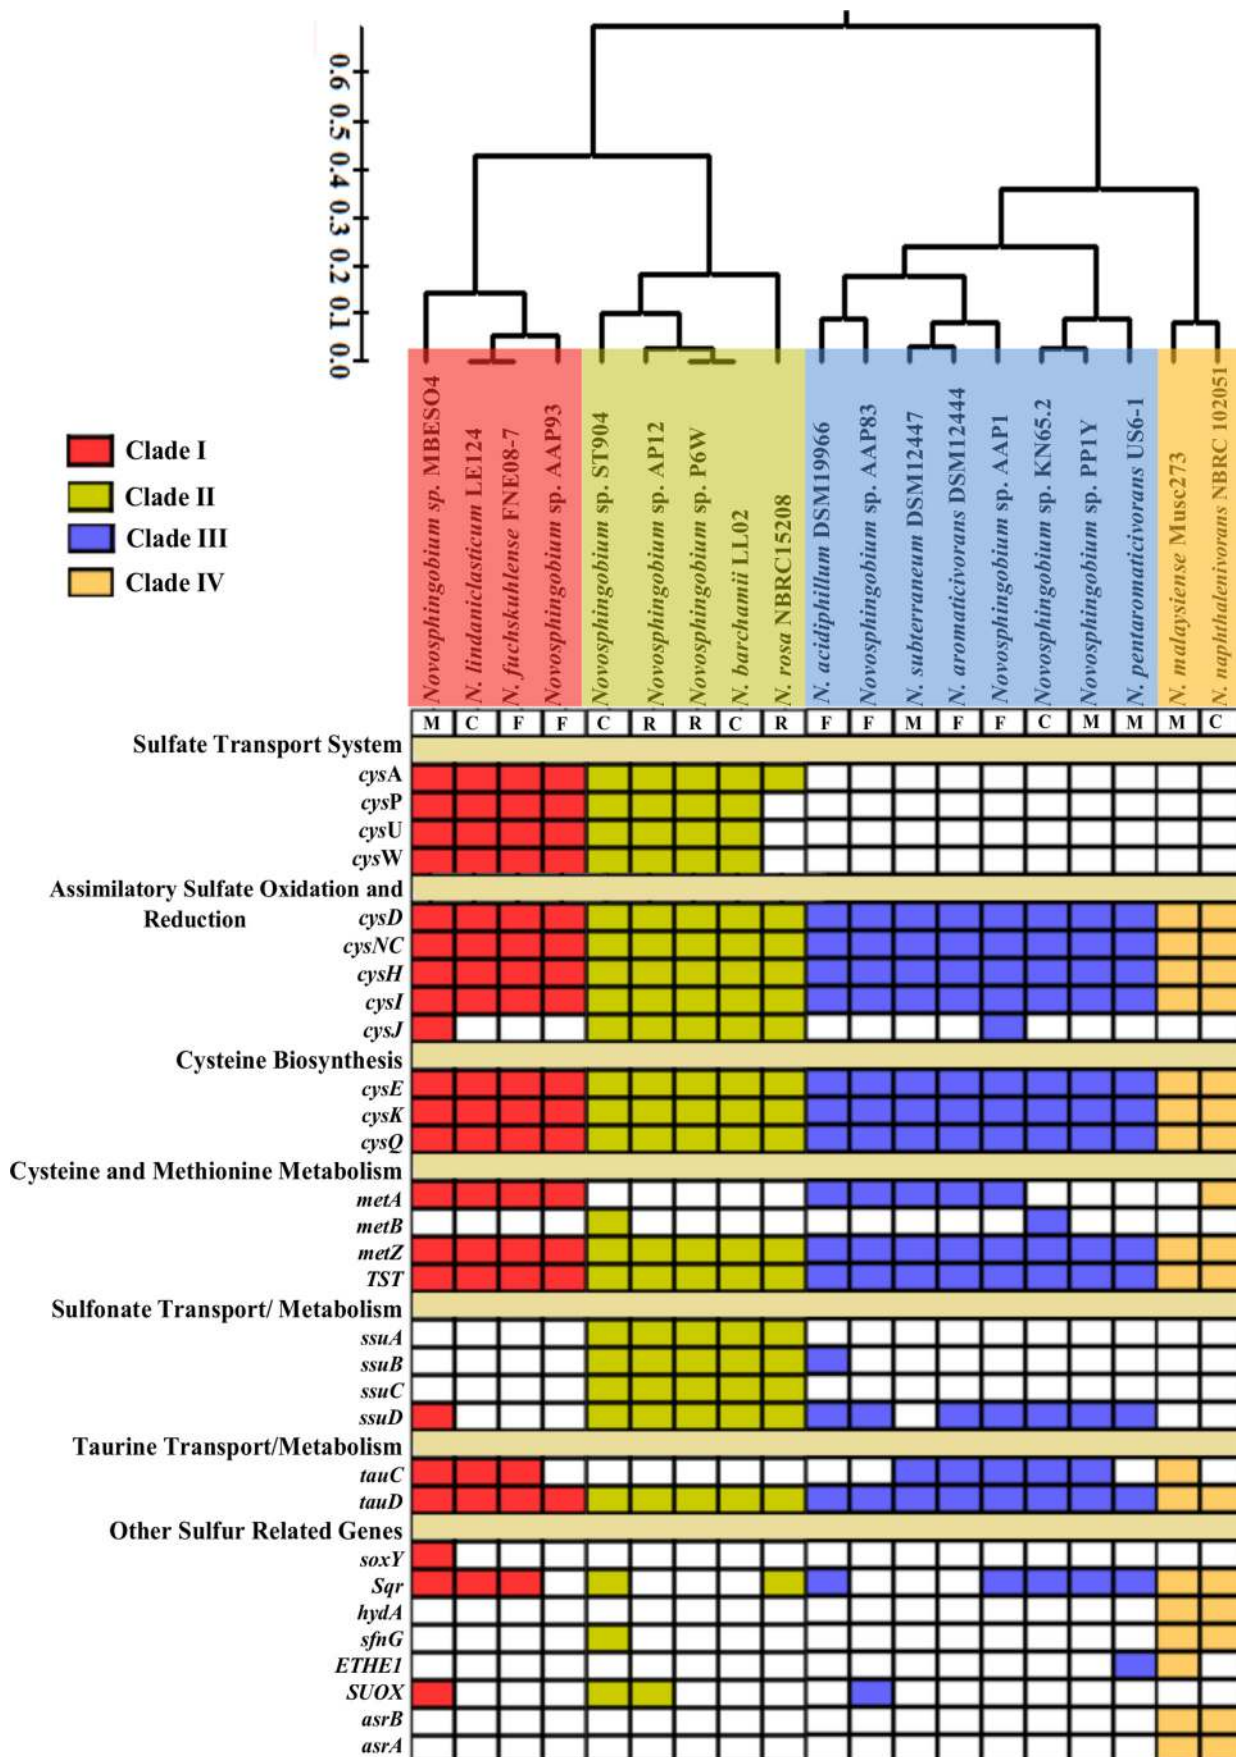 0.6
0.5
0.4
0.3
0.2
0.1
0.0
Clade I
Clade II
Clade III
Clade IV
Novosphingobium sp. MBESO4
N. lindaniclasticum LE124
N. fuchskuhlense FNE08-7
Novosphingobium sp. AAP93
Novosphingobium sp. ST904
Novosphingobium sp. AP12
Novosphingobium sp. P6W
N. barchamii LL02
N. rosa NBRC15208
N. acidiphillum DSM19966
Novosphingobium sp. AAP83
N. subterraneum DSM12447
N. aromaticivorans DSM12444
Novosphingobium sp. AAP1
Novosphingobium sp. KN65.2
Novosphingobium sp. PP1Y
N. pentaromaticivorans US6-1
N. malaysiense Musc273
N. naphthalenivorans NBRC 102051
M C F F C R R C R F F M F F C M M M C
Sulfate Transport System
cysA
cysP
cysU
cysW
Assimilatory Sulfate Oxidation and
Reduction
cysD
cysNC
cysH
cysI
cysJ
Cysteine Biosynthesis
cysE
cysK
cysQ
Cysteine and Methionine Metabolism
metA
metB
metZ
TST
Sulfonate Transport/ Metabolism
ssuA
ssuB
ssuC
ssuD
Taurine Transport/Metabolism
tauC
tauD
Other Sulfur Related Genes
soxY
Sqr
hydA
sfnG
ETHE1
SUOX
asrB
asrA